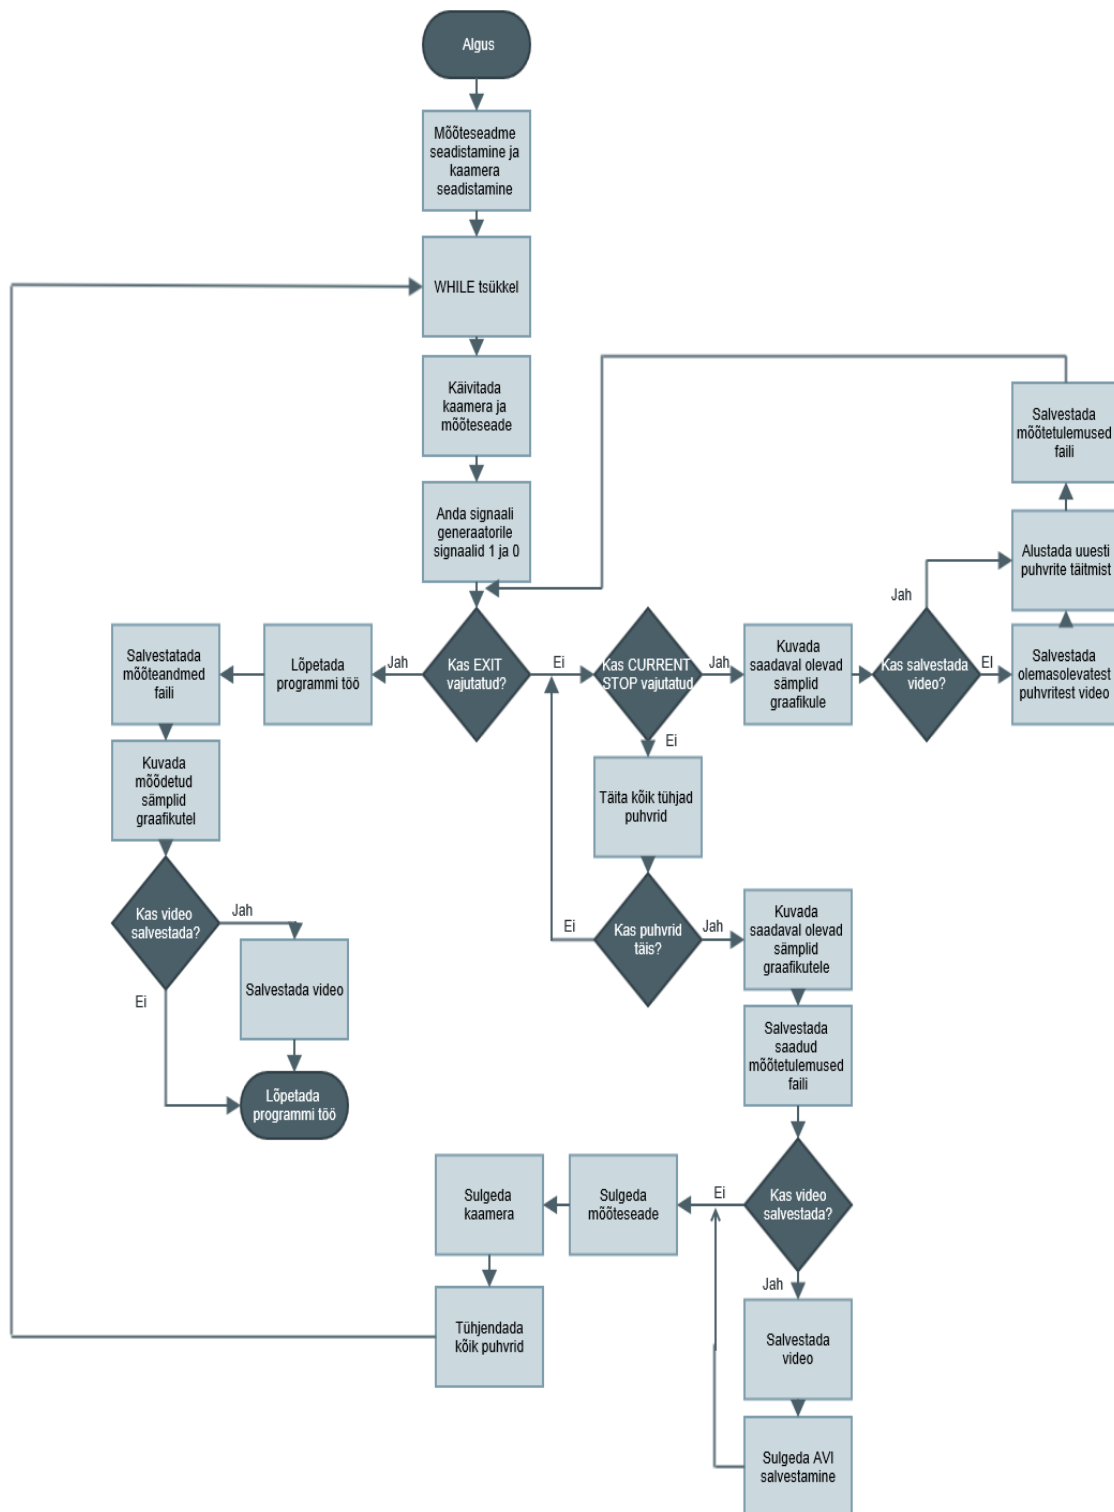 Algus
Mõõteseadme
seadistamine ja
kaamera
seadistamine
WHILE tsükkel
Käivitada
kaamera ja
mõõteseade
Anda signaali
generaatorile
signaalid 1 ja 0
Kas EXIT
vajutatud?
Jah
Lõpetada
programmi töö
Salvestatada
mõõteandmed
faili
Kuvada
mõõdetud
sämplid
graafikutel
Kas video
salvestada?
Jah
Salvestada video
Ei
Lõpetada
programmi töö
Ei
Kas CURRENT
STOP vajutatud
Jah
Kuvada
saadaval olevad
sämplid
graafikule
Kas salvestada
video?
Jah
EI
Salvestada
olemasolevatest
puhvritest video
Alustada uuesti
puhvrite täitmist
Salvestada
mõõtetulemused
faili
Ei
Täita kõik tühjad
puhvrid
Kas puhvrid
täis?
Ei
Jah
Kuvada
saadaval olevad
sämplid
graafikutele
Salvestada
saadud
mõõtetulemused
faili
Kas video
salvestada?
Ei
Sulgeda
mõõteseade
Sulgeda
kaamera
Tühjendada
kõik puhvrid
Jah
Salvestada
video
Sulgeda AVI
salvestamine